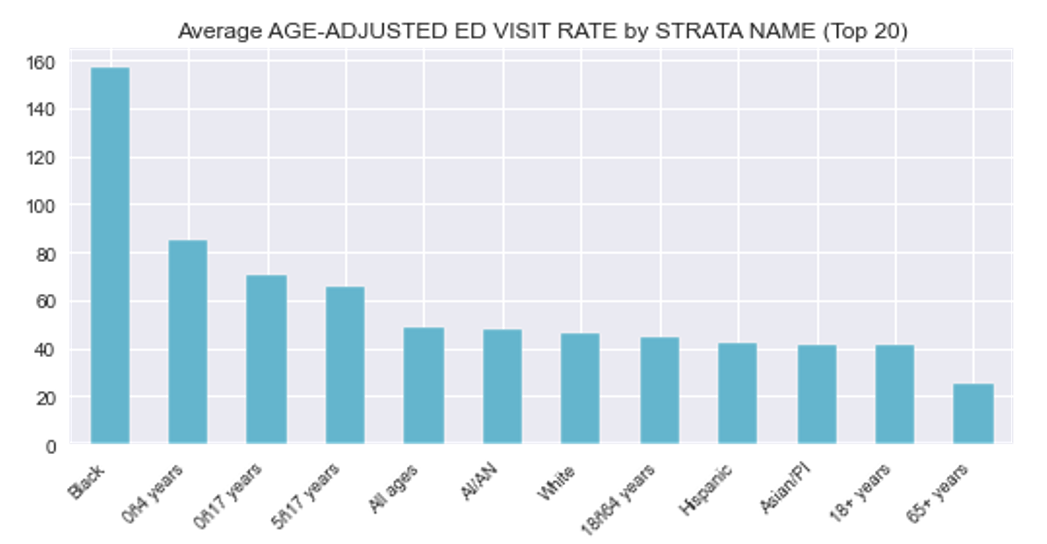 Average AGE-ADJUSTED ED VISIT RATE by STRATA NAME (Top 20)
160
140
120
100
80
60
40
20
0
Black
0ñ4 years
0ñ17 years
5ñ17 years
All ages
AI/AN
White
18ñ64 years
Hispanic
Asian/PI
18+ years
65+ years